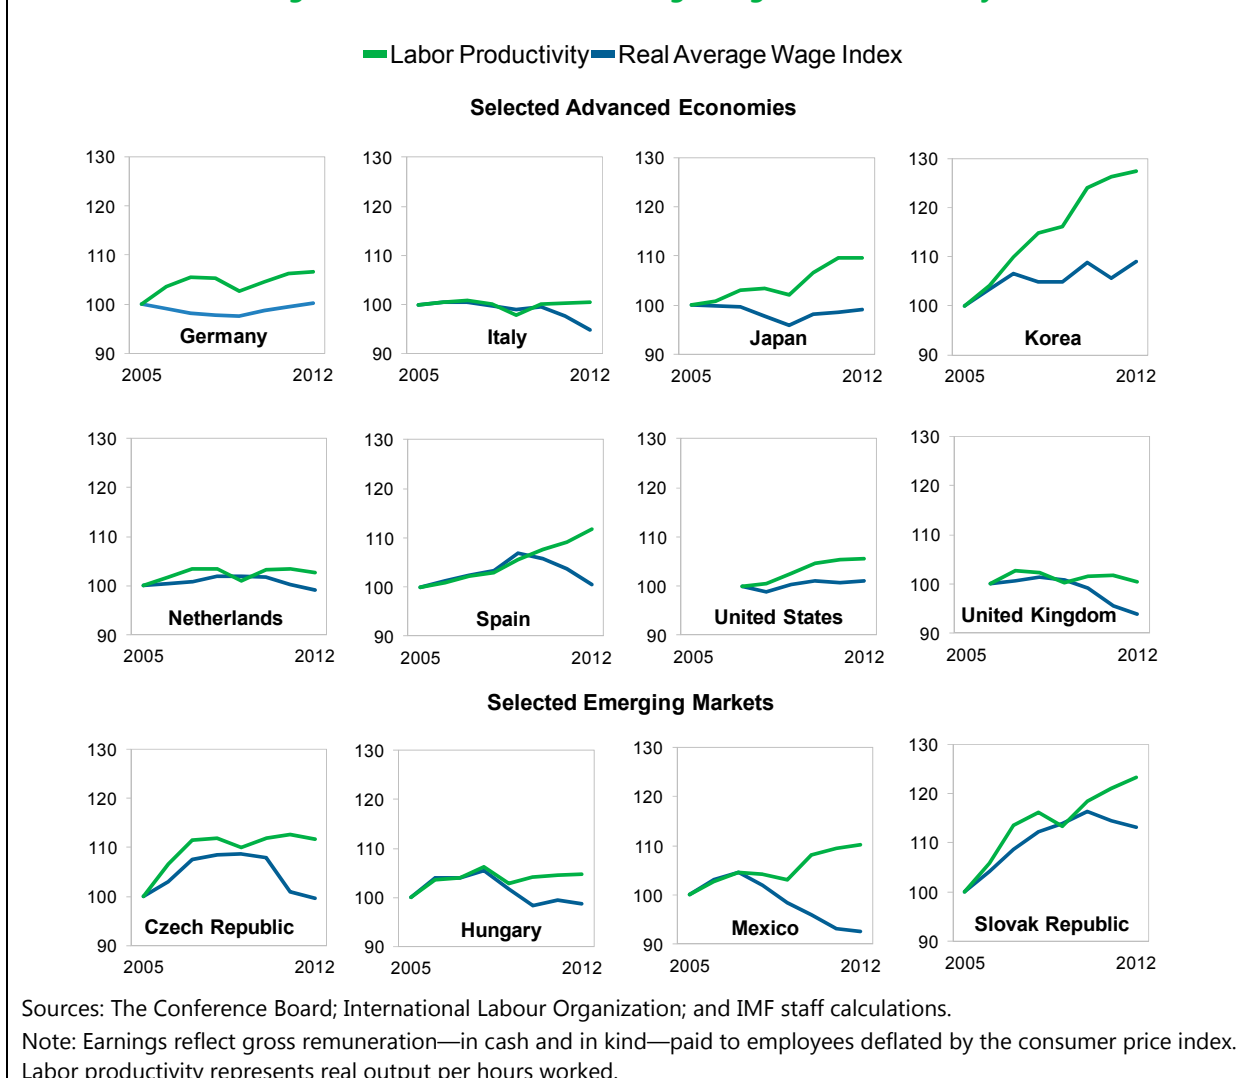 Labor Productivity Real Average Wage Index
Selected Advanced Economies
130 130 130 130
120 120 120 120
110 110 110 110
100 100 100 100
Germany Italy Japan Korea
90 90 90 90
2005 2012 2005 2012 2005 2012 2005 2012
130 130 130 130
120 120 120 120
110 110 110 110
100 100 100 100
Netherlands Spain United States United Kingdom
90 90 90 90
2005 2012 2005 2012 2005 2012 2005 2012
Selected Emerging Markets
130 130 130 130
120 120 120 120
110 110 110 110
100 100 100 100
Czech Republic Hungary Mexico Slovak Republic
90 90 90 90
2005 2012 2005 2012 2005 2012 2005 2012
Sources: The Conference Board; International Labour Organization; and IMF staff calculations.
Note: Earnings reflect gross remuneration—in cash and in kind—paid to employees deflated by the consumer price index.
Labor productivity represents real output per hours worked.